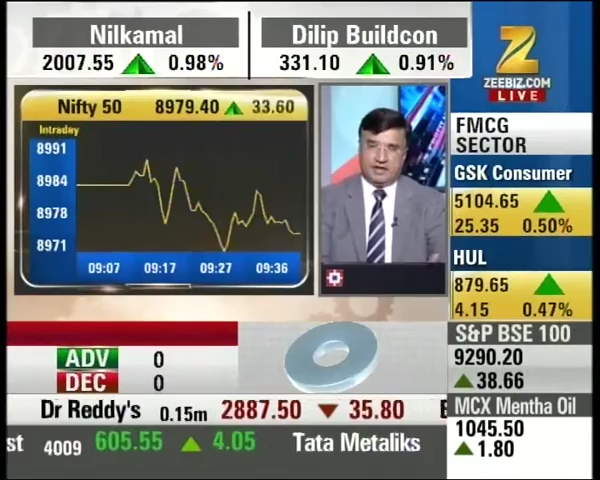 Nilkamal
2007.55 0.98%
Dilip Buildcon
331.10 0.91%
ZEEBIZ.COM
LIVE
Nifty 50 8979.40 33.60
Intraday
8991
8984
8978
8971
09:07 09:17 09:27 09:36
FMCG
SECTOR
GSK Consumer
5104.65
25.35 0.50%
HUL
879.65
4.15 0.47%
S&P BSE 100
9290.20
38.66
MCX Mentha Oil
1045.50
1.80
ADV 0
DEC 0
Dr Reddy's 0.15m 2887.50 35.80
st 4009 605.55 4.05 Tata Metaliks